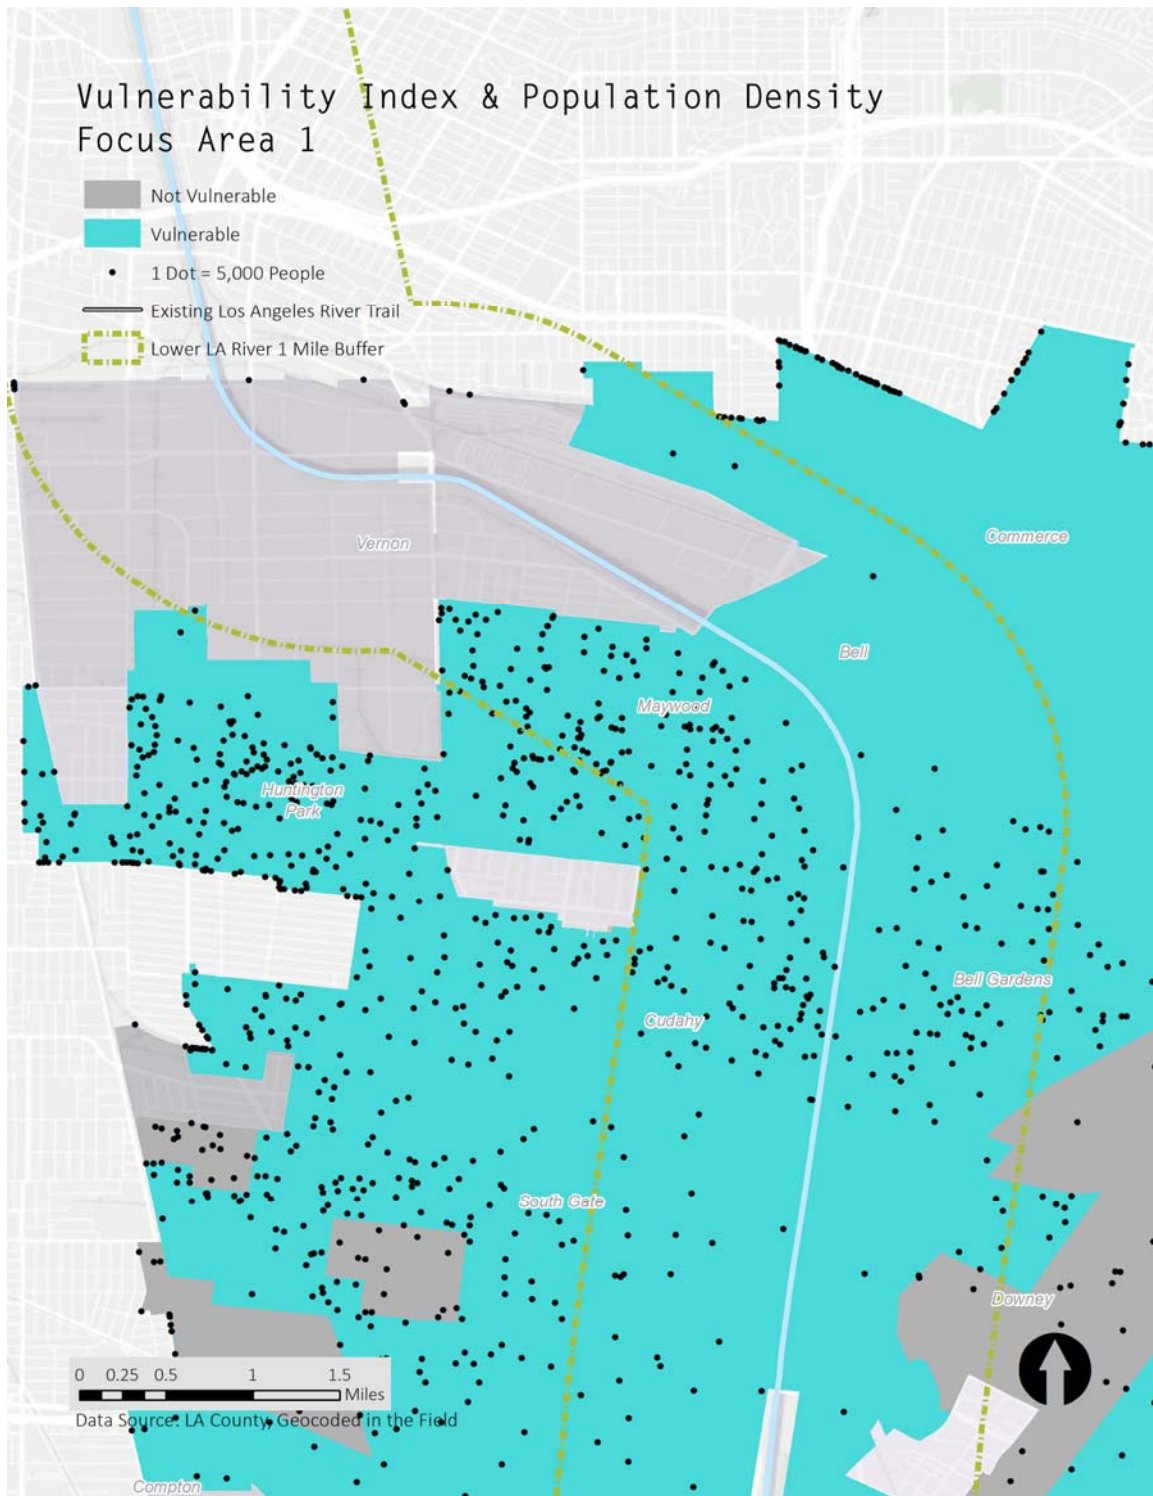 Vulnerability Index & Population Density
Focus Area 1
Not Vulnerable
Vulnerable
1 Dot = 5,000 People
Existing Los Angeles River Trail
Lower LA River 1 Mile Buffer
Commerce
Vernon
Bell
Maywood
Huntington
Park
Bell Gardens
Cudahy
South Gate
Downey
0 0.25 0.5 1 1.5
Miles
Data Source: LA County, Geocoded in the Field
Compton